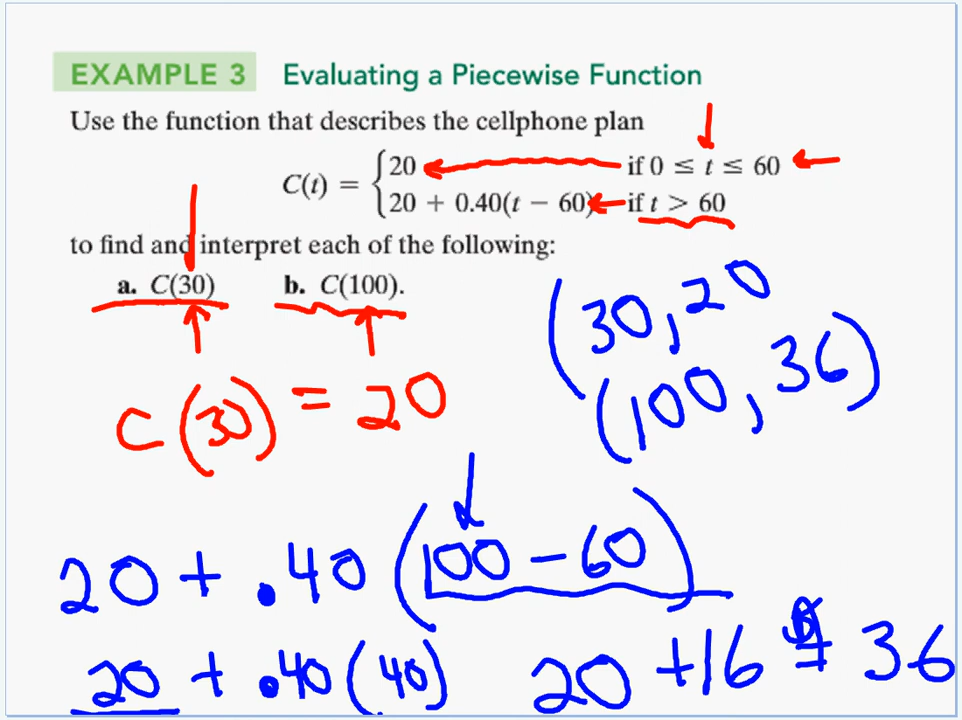 EXAMPLE 3 Evaluating a Piecewise Function
Use the function that describes the cellphone plan
C(t) = { 20 if 0 ≤ t ≤ 60
20 + 0.40(t − 60) if t > 60
to find and interpret each of the following:
a. C(30) b. C(100).
(30, 20
(100, 36)
C(30) = 20
20 + .40 (100 − 60)
20 + .40(40) 20 + 16 = 36